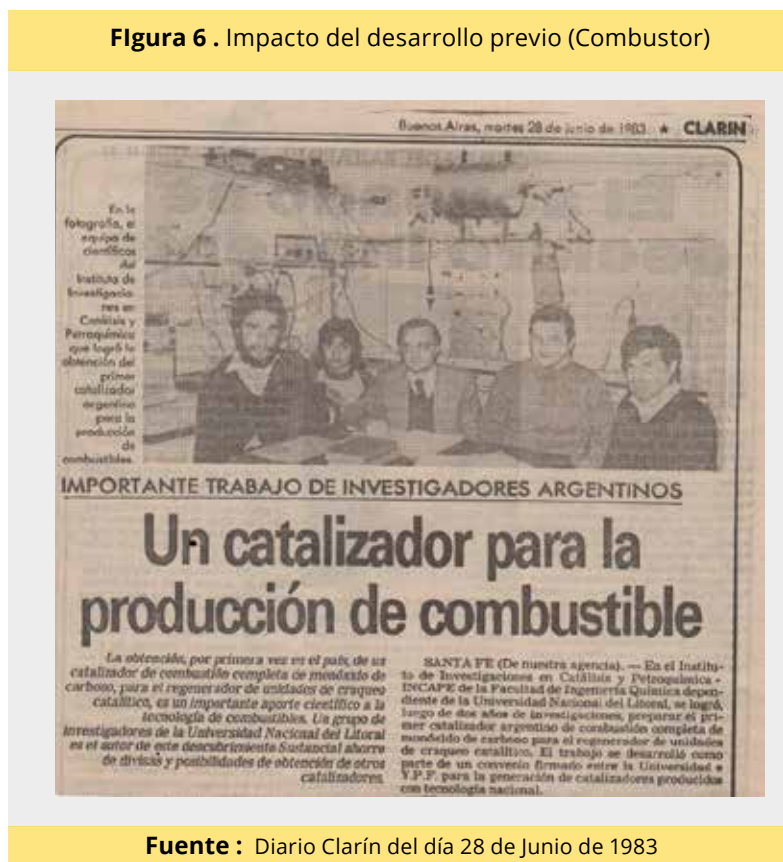 FIgura 6 . Impacto del desarrollo previo (Combustor)
Buenos Aires, martes 28 de junio de 1983 ★ CLARIN
En la
fotografía, el
equipo de
científicos
del
Instituto de
Investigacio-
nes en
Catálisis y
Petroquímica
que logró la
obtención del
primer
catalizador
argentino
para la
producción
de
combustibles.
IMPORTANTE TRABAJO DE INVESTIGADORES ARGENTINOS
Un catalizador para la
producción de combustible
La obtención, por primera vez en el país, de un
catalizador de combustión completa de monóxido de
carbono, para el regenerador de unidades de craqueo
catalítico, es un importante aporte científico a la
tecnología de combustibles. Un grupo de
investigadores de la Universidad Nacional del Litoral
es el autor de este descubrimiento Sustancial ahorro
de divisas y posibilidades de obtención de otros
catalizadores.
SANTA FE (De nuestra agencia). — En el Institu-
to de Investigaciones en Catálisis y Petroquímica -
INCAPE de la Facultad de Ingeniería Química depen-
diente de la Universidad Nacional del Litoral, se logró,
luego de dos años de investigaciones, preparar el pri-
mer catalizador argentino de combustión completa de
monóxido de carbono para el regenerador de unidades
de craqueo catalítico. El trabajo se desarrolló como
parte de un convenio firmado entre la Universidad e
Y.P.F. para la generación de catalizadores producidos
con tecnología nacional.
Fuente : Diario Clarín del día 28 de Junio de 1983